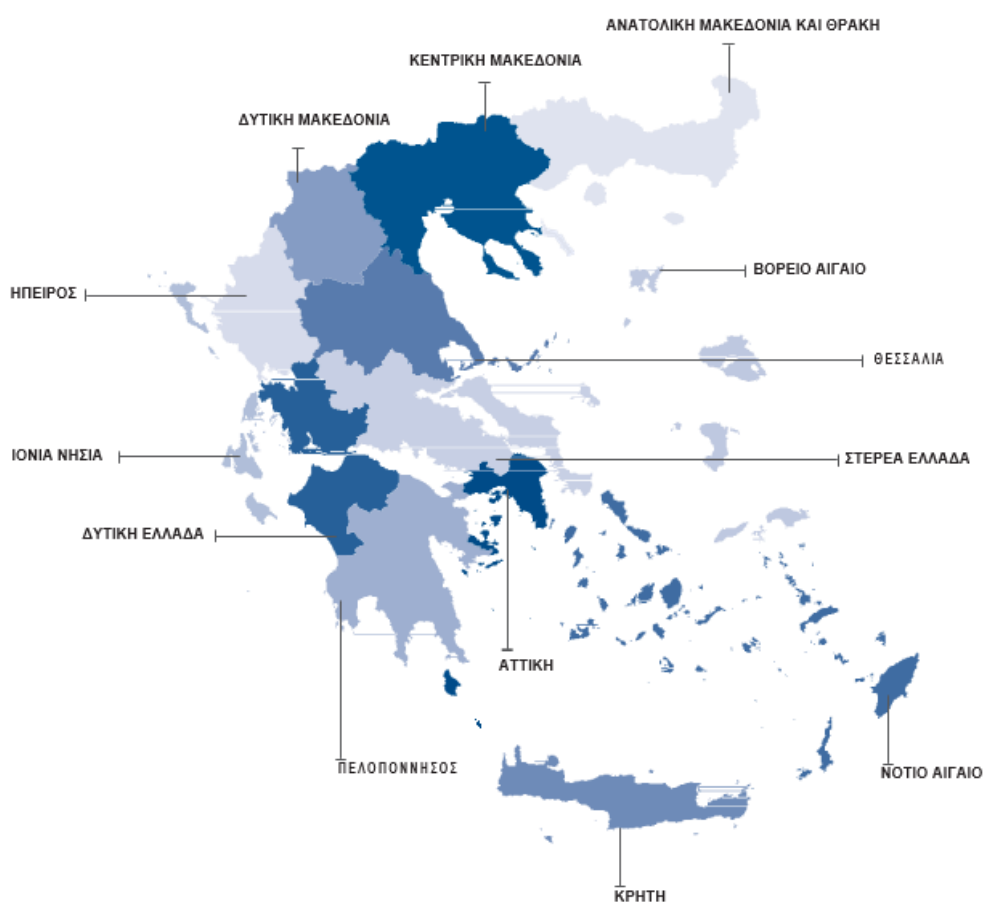 ΑΝΑΤΟΛΙΚΗ ΜΑΚΕΔΟΝΙΑ ΚΑΙ ΘΡΑΚΗ
ΚΕΝΤΡΙΚΗ ΜΑΚΕΔΟΝΙΑ
ΔΥΤΙΚΗ ΜΑΚΕΔΟΝΙΑ
ΒΟΡΕΙΟ ΑΙΓΑΙΟ
ΗΠΕΙΡΟΣ
ΘΕΣΣΑΛΙΑ
ΙΟΝΙΑ ΝΗΣΙΑ
ΣΤΕΡΕΑ ΕΛΛΑΔΑ
ΔΥΤΙΚΗ ΕΛΛΑΔΑ
ΑΤΤΙΚΗ
ΠΕΛΟΠΟΝΝΗΣΟΣ
ΝΟΤΙΟ ΑΙΓΑΙΟ
ΚΡΗΤΗ